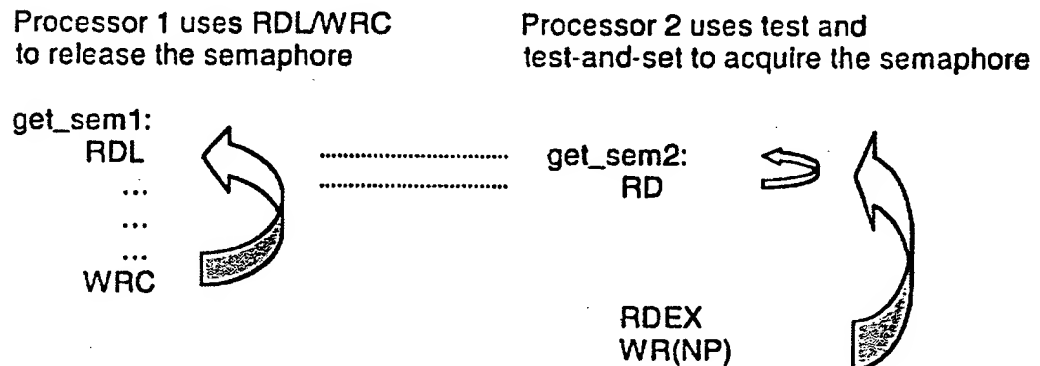 Processor 1 uses RDL/WRC
to release the semaphore
Processor 2 uses test and
test-and-set to acquire the semaphore
get_sem1:
RDL
...
...
...
WRC
get_sem2:
RD
RDEX
WR(NP)